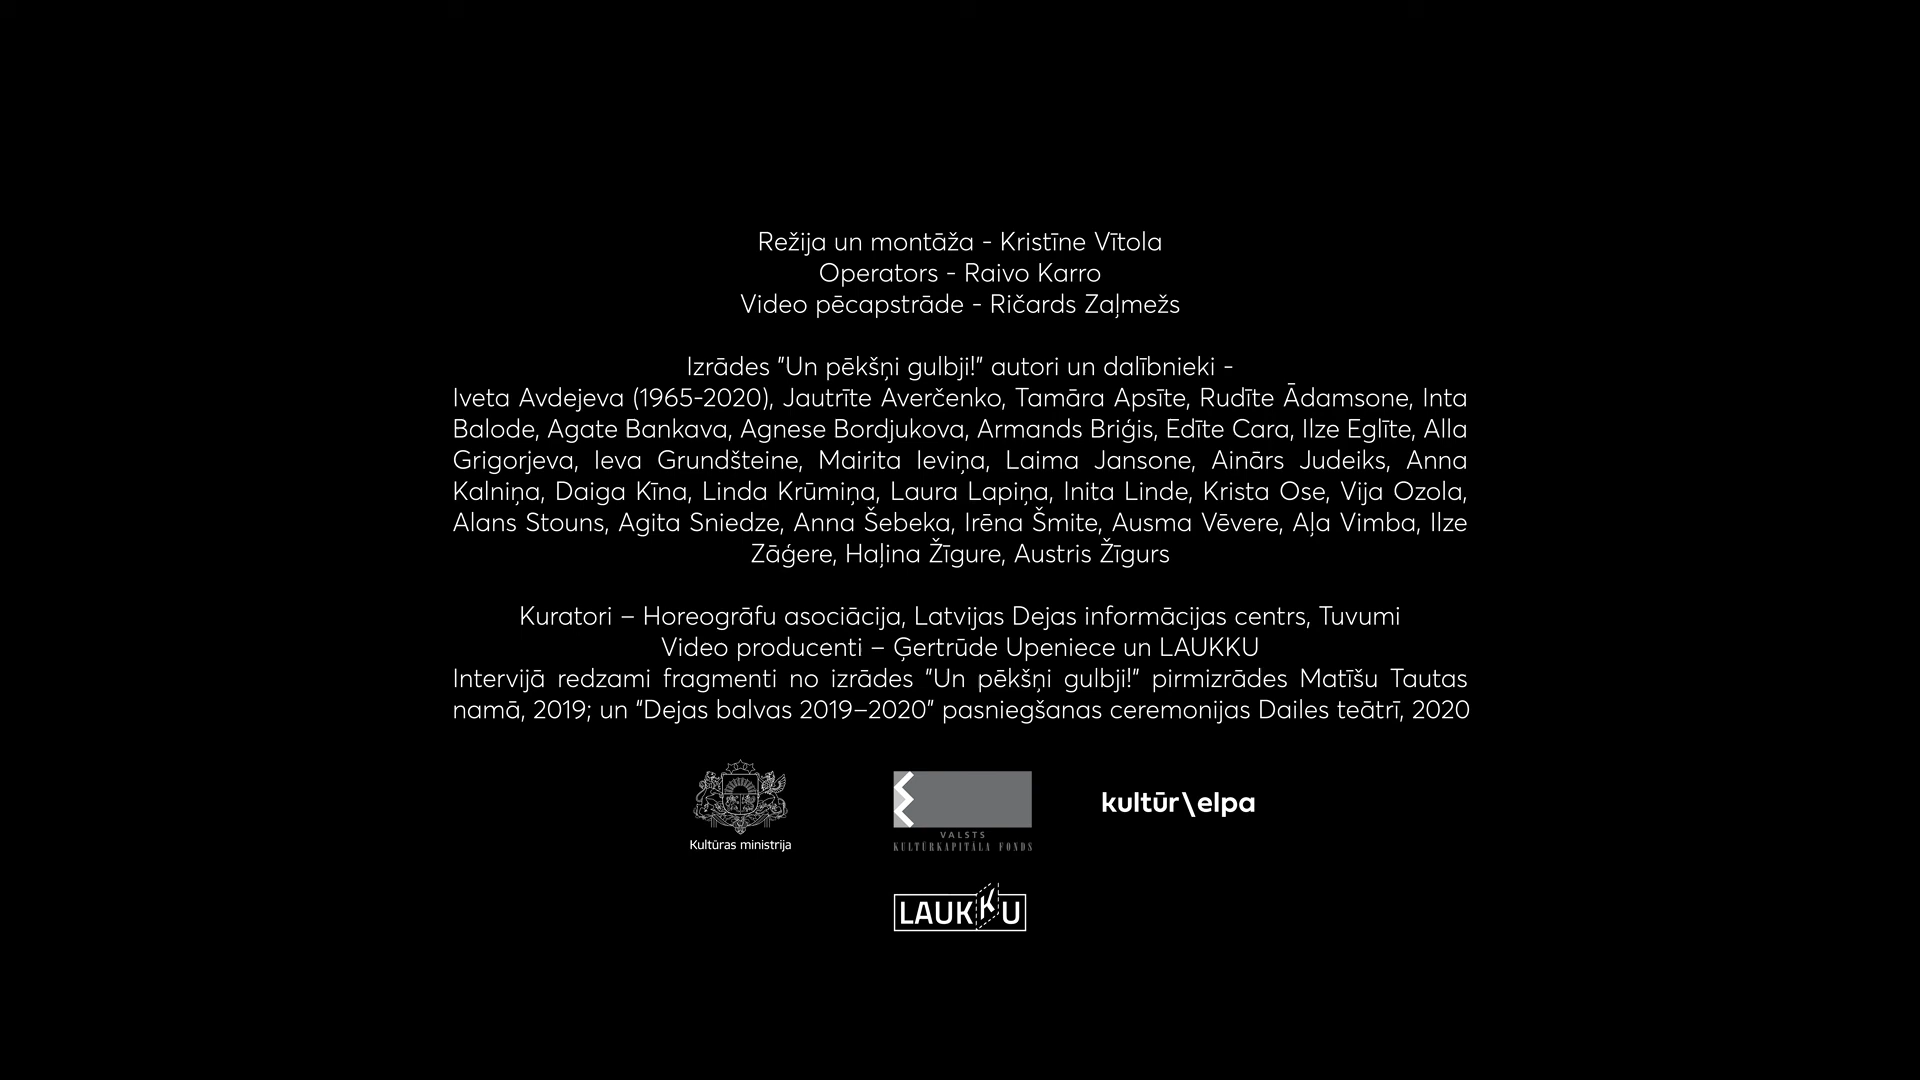 Režija un montāža - Kristīne Vītola
Operators - Raivo Karro
Video pēcapstrāde - Ričards Zaļmežs
Izrādes "Un pēkšņi gulbji!" autori un dalībnieki -
Iveta Avdejeva (1965-2020), Jautrīte Averčenko, Tamāra Apsīte, Rudīte Ādamsone, Inta
Balode, Agate Bankava, Agnese Bordjukova, Armands Briģis, Edīte Cara, Ilze Eglīte, Alla
Grigorjeva, Ieva Grundšteine, Mairita Ieviņa, Laima Jansone, Ainārs Judeiks, Anna
Kalniņa, Daiga Kīna, Linda Krūmiņa, Laura Lapiņa, Inita Linde, Krista Ose, Vija Ozola,
Alans Stouns, Agita Sniedze, Anna Šebeka, Irēna Šmite, Ausma Vēvere, Aļa Vimba, Ilze
Zāģere, Haļina Žīgure, Austris Žīgurs
Kuratori – Horeogrāfu asociācija, Latvijas Dejas informācijas centrs, Tuvumi
Video producenti – Ģertrūde Upeniece un LAUKKU
Intervijā redzami fragmenti no izrādes "Un pēkšņi gulbji!" pirmizrādes Matīšu Tautas
namā, 2019; un "Dejas balvas 2019–2020" pasniegšanas ceremonijas Dailes teātrī, 2020
Kultūras ministrija
VALSTS
KULTŪRKAPITĀLA FONDS
kultūr\elpa
LAUKKU